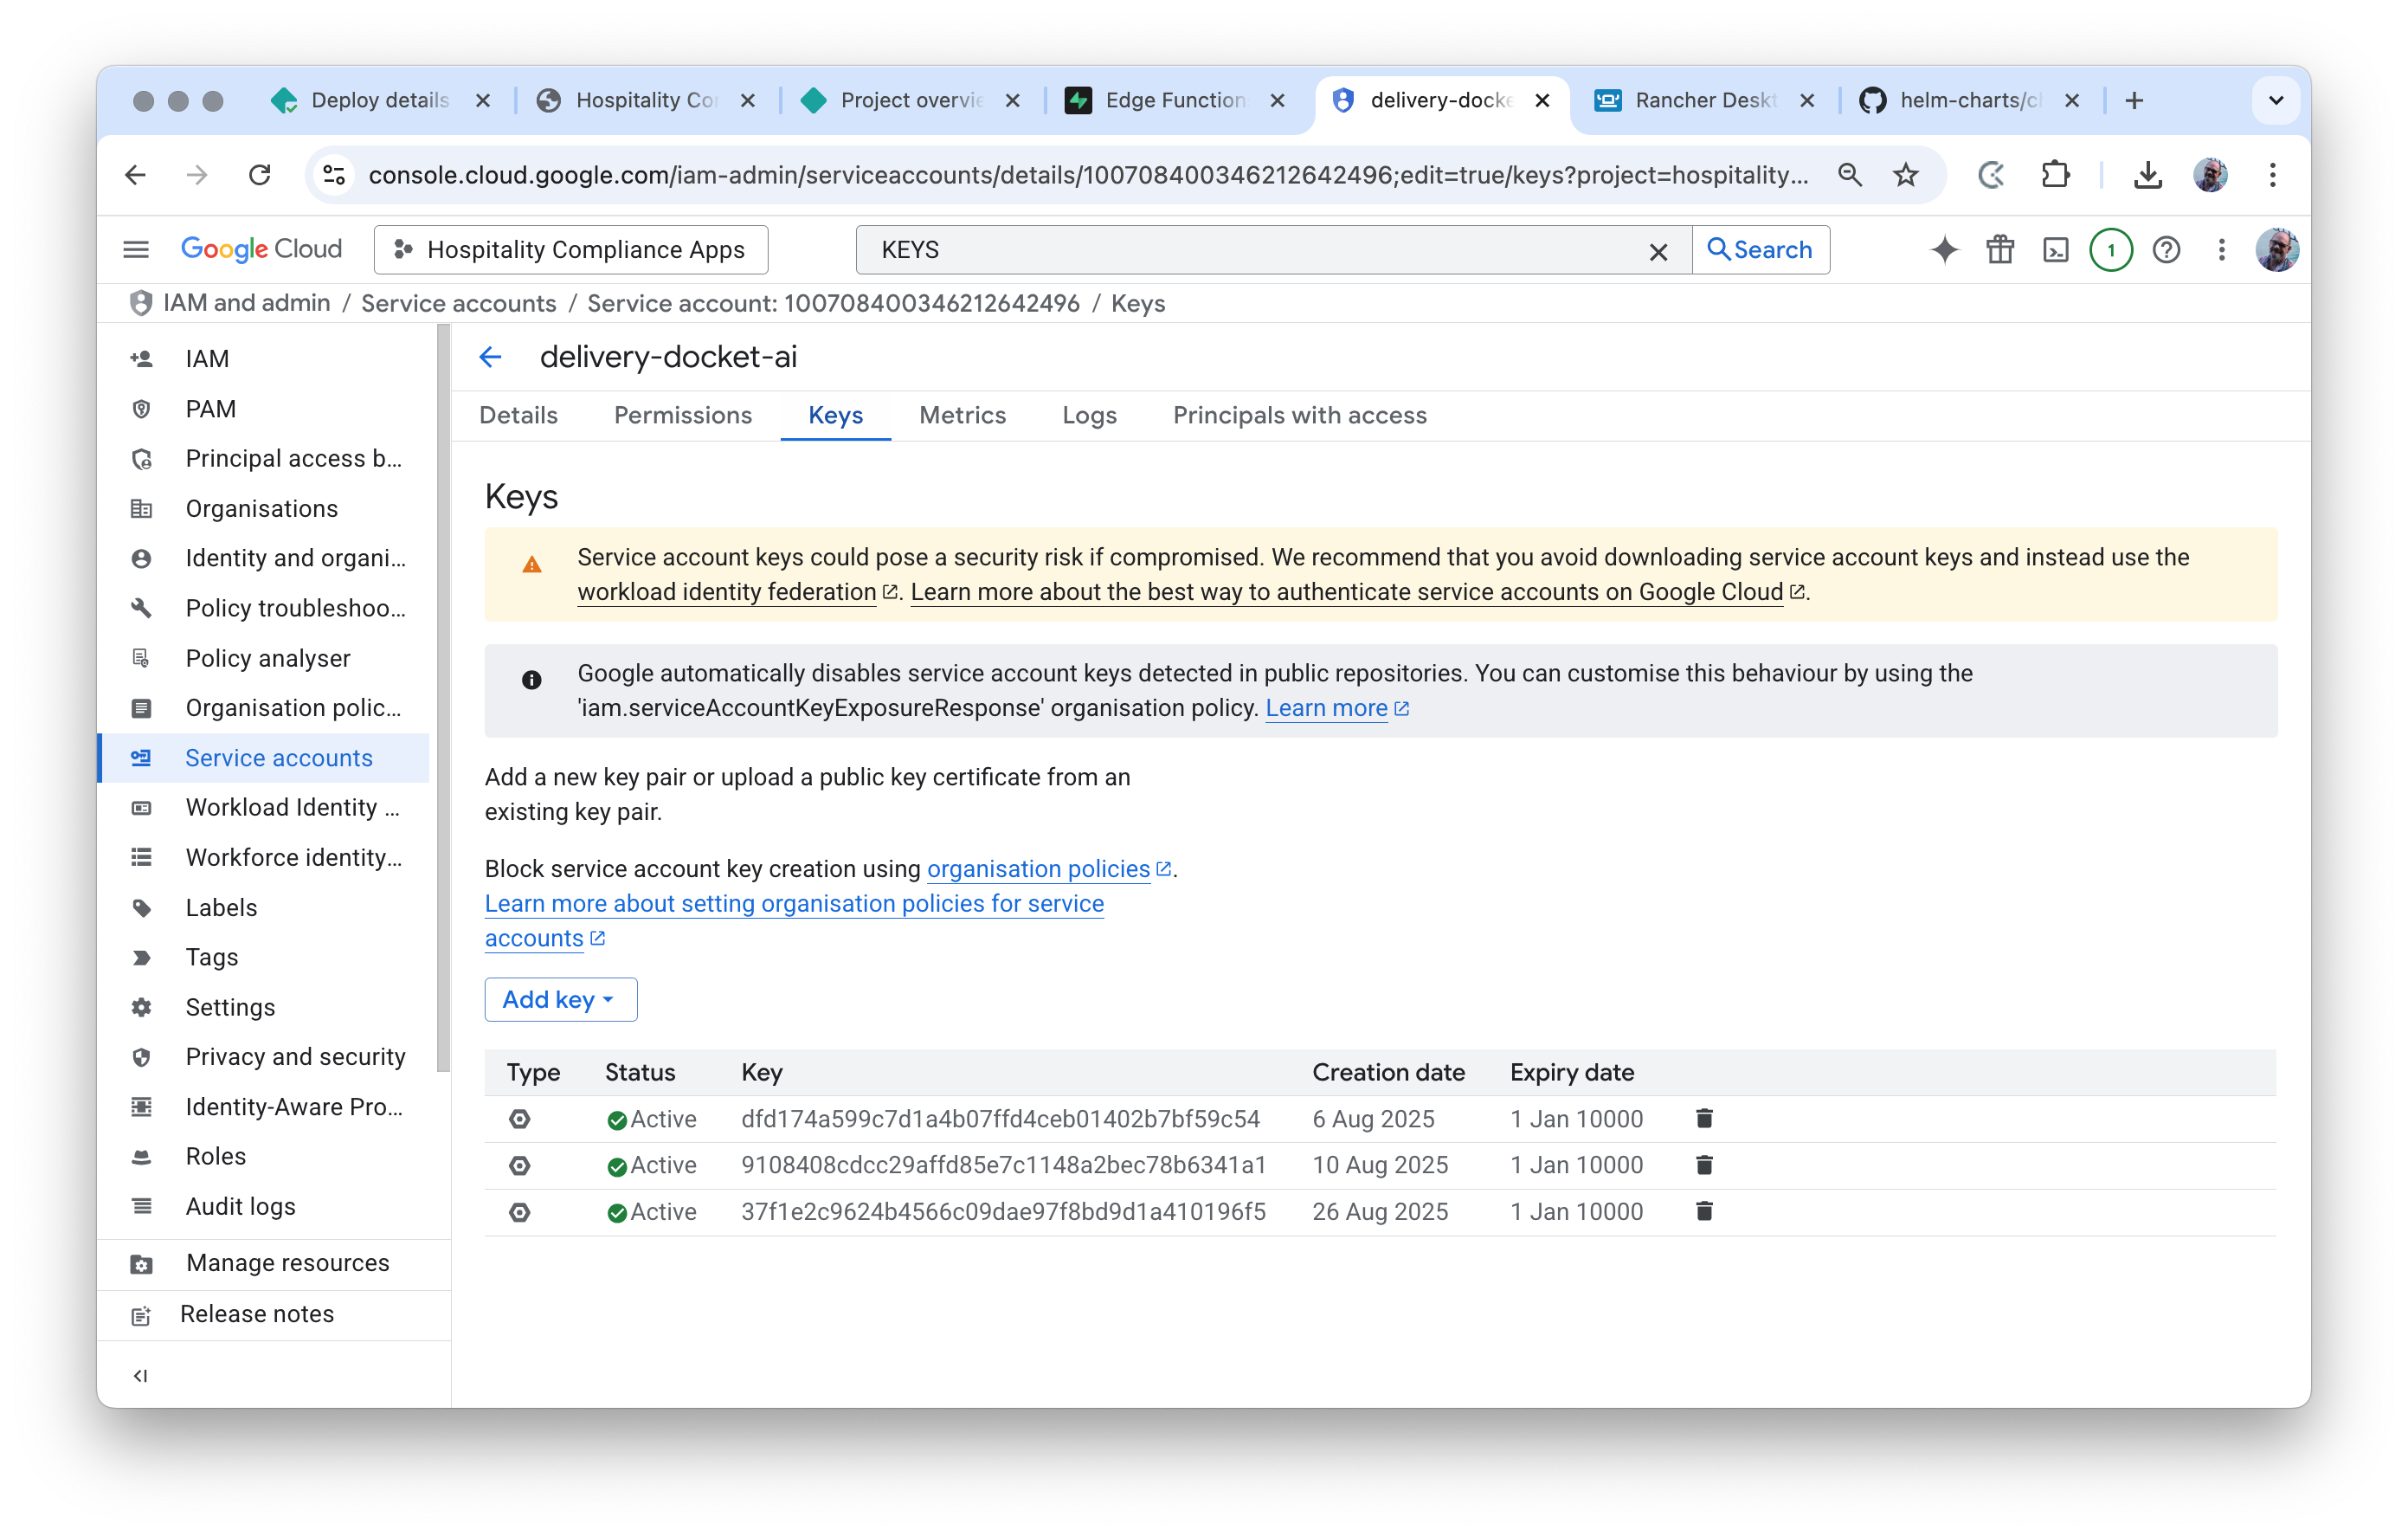 Deploy details
Hospitality Co
Project overvie
Edge Function
delivery-docke
Rancher Deskt
helm-charts/c
console.cloud.google.com/iam-admin/serviceaccounts/details/100708400346212642496;edit=true/keys?project=hospitality...
Google Cloud
Hospitality Compliance Apps
KEYS
Search
1
IAM and admin / Service accounts / Service account: 100708400346212642496 / Keys
IAM
PAM
Principal access b...
Organisations
Identity and organi...
Policy troubleshoo...
Policy analyser
Organisation polic...
Service accounts
Workload Identity ...
Workforce identity...
Labels
Tags
Settings
Privacy and security
Identity-Aware Pro...
Roles
Audit logs
Manage resources
Release notes
delivery-docket-ai
Details Permissions Keys Metrics Logs Principals with access
Keys
Service account keys could pose a security risk if compromised. We recommend that you avoid downloading service account keys and instead use the
workload identity federation. Learn more about the best way to authenticate service accounts on Google Cloud.
Google automatically disables service account keys detected in public repositories. You can customise this behaviour by using the
'iam.serviceAccountKeyExposureResponse' organisation policy. Learn more
Add a new key pair or upload a public key certificate from an
existing key pair.
Block service account key creation using organisation policies.
Learn more about setting organisation policies for service
accounts
Add key
Type Status Key Creation date Expiry date
Active dfd174a599c7d1a4b07ffd4ceb01402b7bf59c54 6 Aug 2025 1 Jan 10000
Active 9108408cdcc29affd85e7c1148a2bec78b6341a1 10 Aug 2025 1 Jan 10000
Active 37f1e2c9624b4566c09dae97f8bd9d1a410196f5 26 Aug 2025 1 Jan 10000